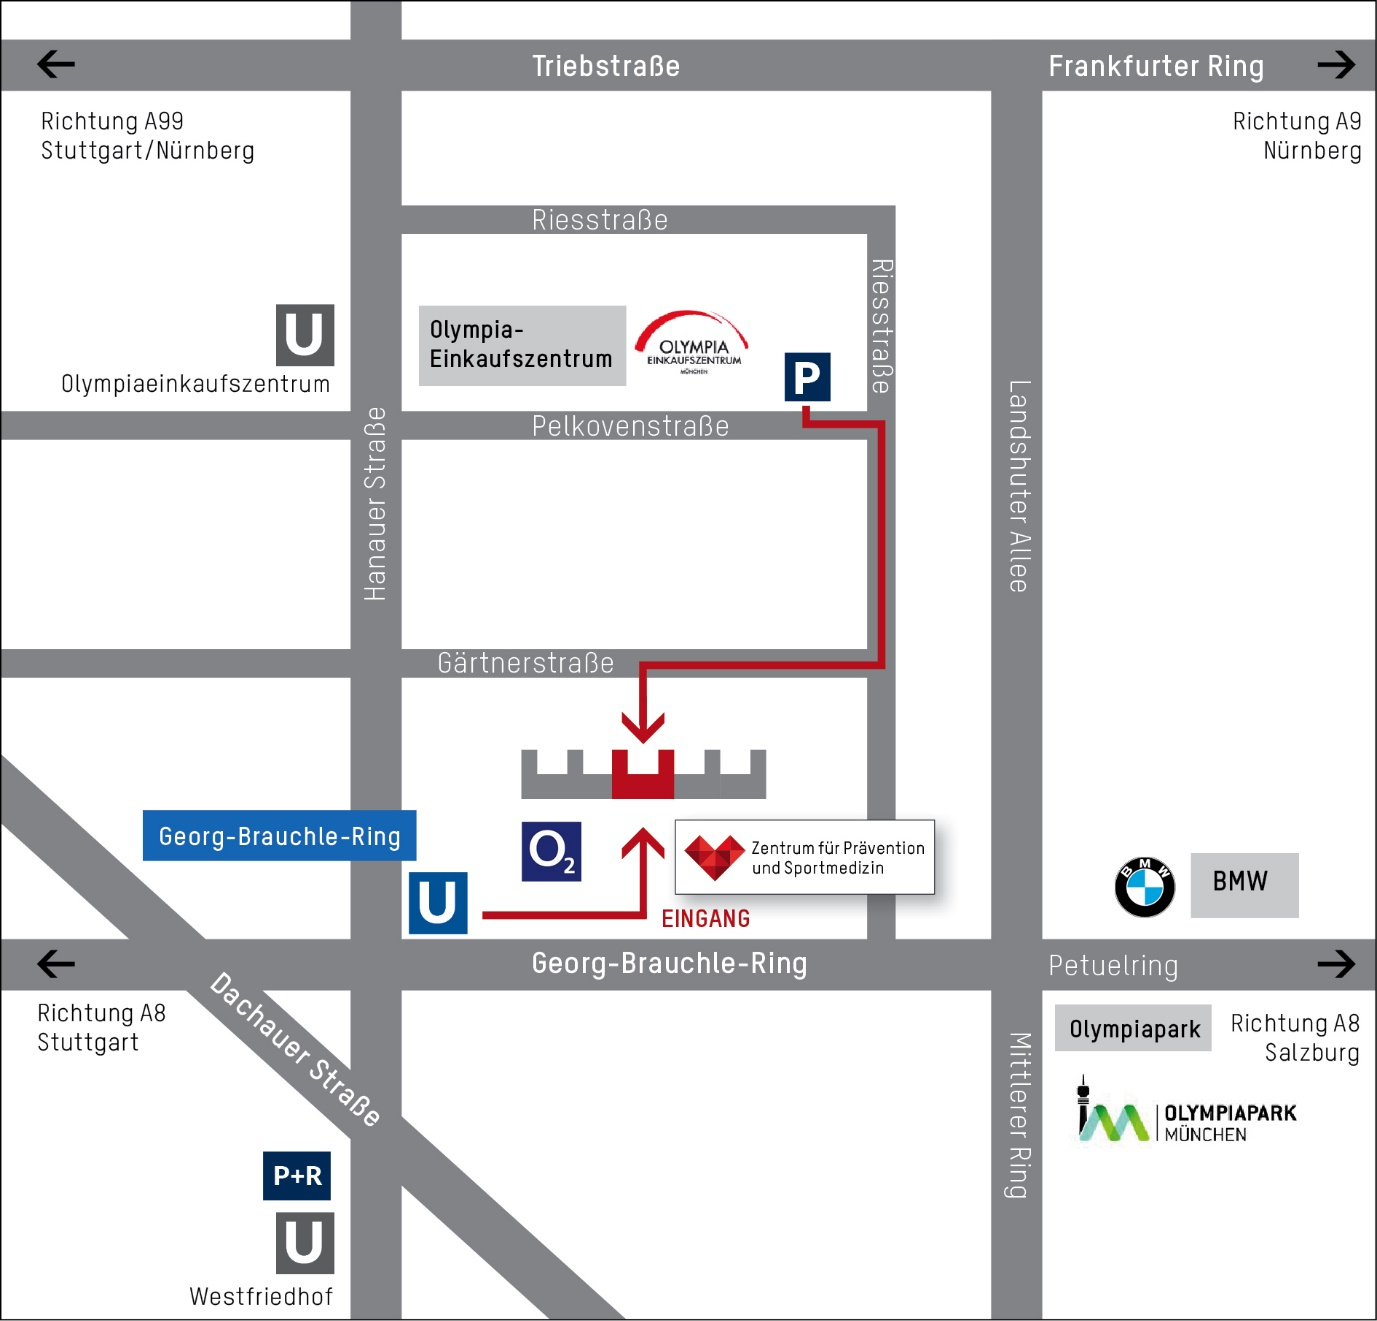 Triebstraße
Frankfurter Ring
Richtung A99
Stuttgart/Nürnberg
Richtung A9
Nürnberg
Riesstraße
Riesstraße
U
Olympiaeinkaufszentrum
Olympia-
Einkaufszentrum
OLYMPIA
EINKAUFSZENTRUM
MÜNCHEN
P
Pelkovenstraße
Hanauer Straße
Landshuter Allee
Gärtnerstraße
Georg-Brauchle-Ring
U
O2
Zentrum für Prävention
und Sportmedizin
EINGANG
BMW
BMW
Georg-Brauchle-Ring
Petuelring
Richtung A8
Stuttgart
Dachauer Straße
Mittlerer Ring
Olympiapark
Richtung A8
Salzburg
OLYMPIAPARK
MÜNCHEN
P+R
U
Westfriedhof